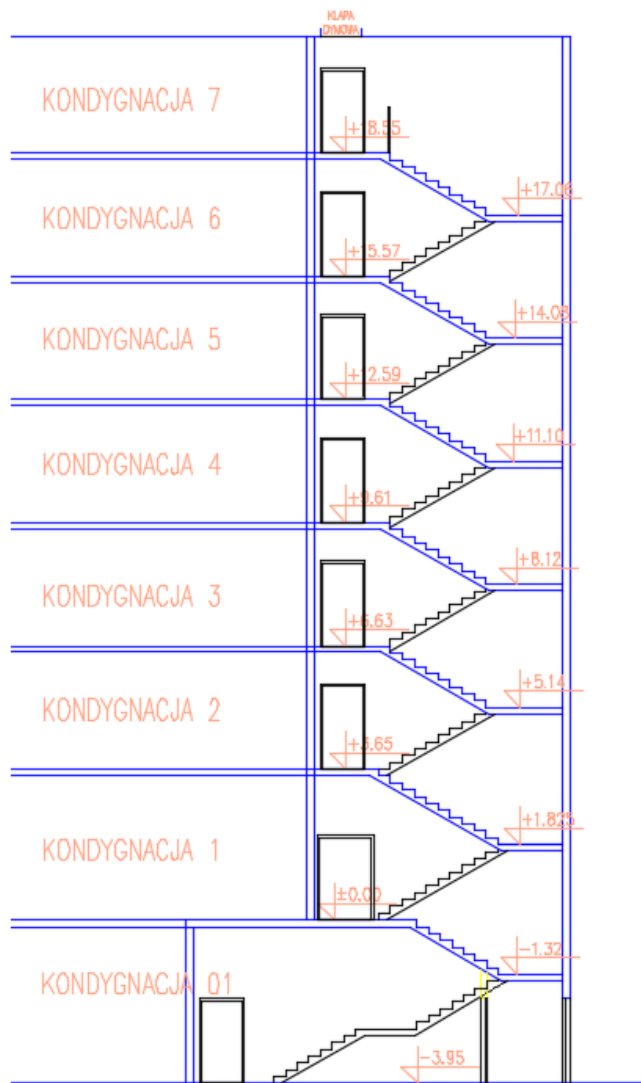 KLAPA
DYMOWA
KONDYGNACJA 7
+18.55
+17.06
KONDYGNACJA 6
+15.57
+14.08
KONDYGNACJA 5
+12.59
+11.10
KONDYGNACJA 4
+9.61
+8.12
KONDYGNACJA 3
+6.63
+5.14
KONDYGNACJA 2
+3.65
+1.825
KONDYGNACJA 1
±0.00
-1.32
KONDYGNACJA 01
-3.95